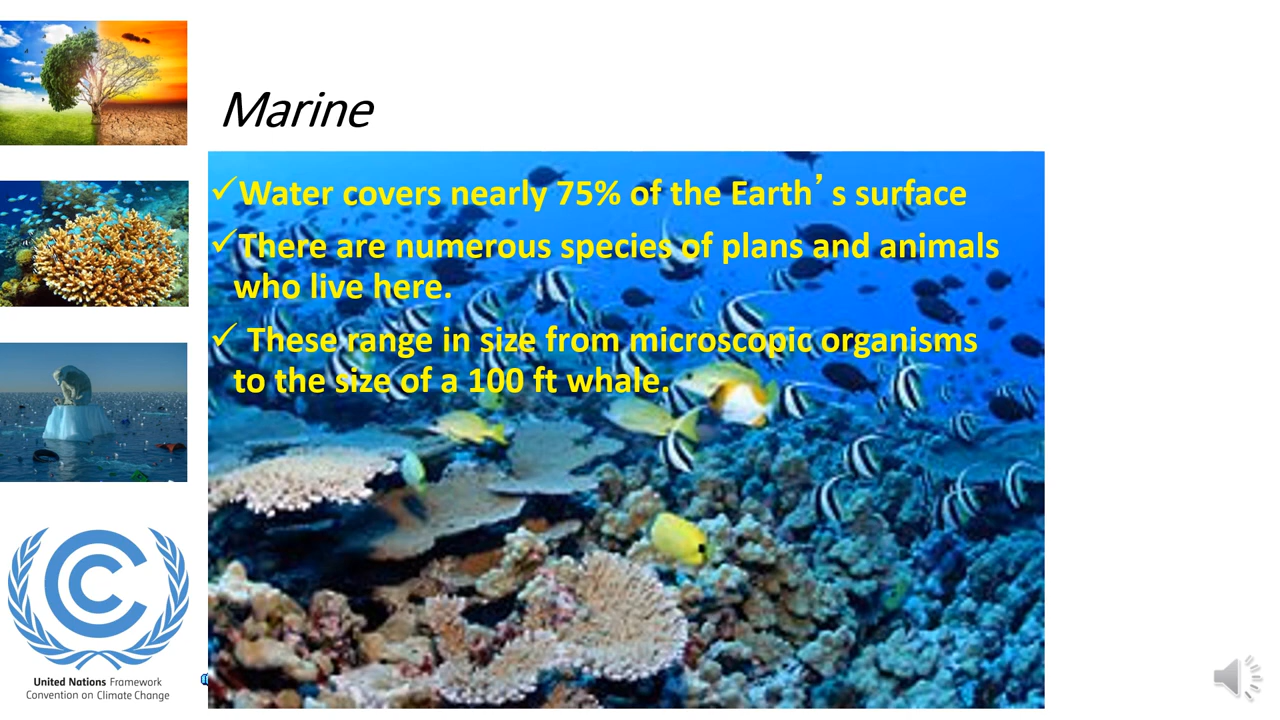 Marine
✓Water covers nearly 75% of the Earth’ s surface
✓There are numerous species of plans and animals
who live here.
✓ These range in size from microscopic organisms
to the size of a 100 ft whale.
United Nations Framework
Convention on Climate Change